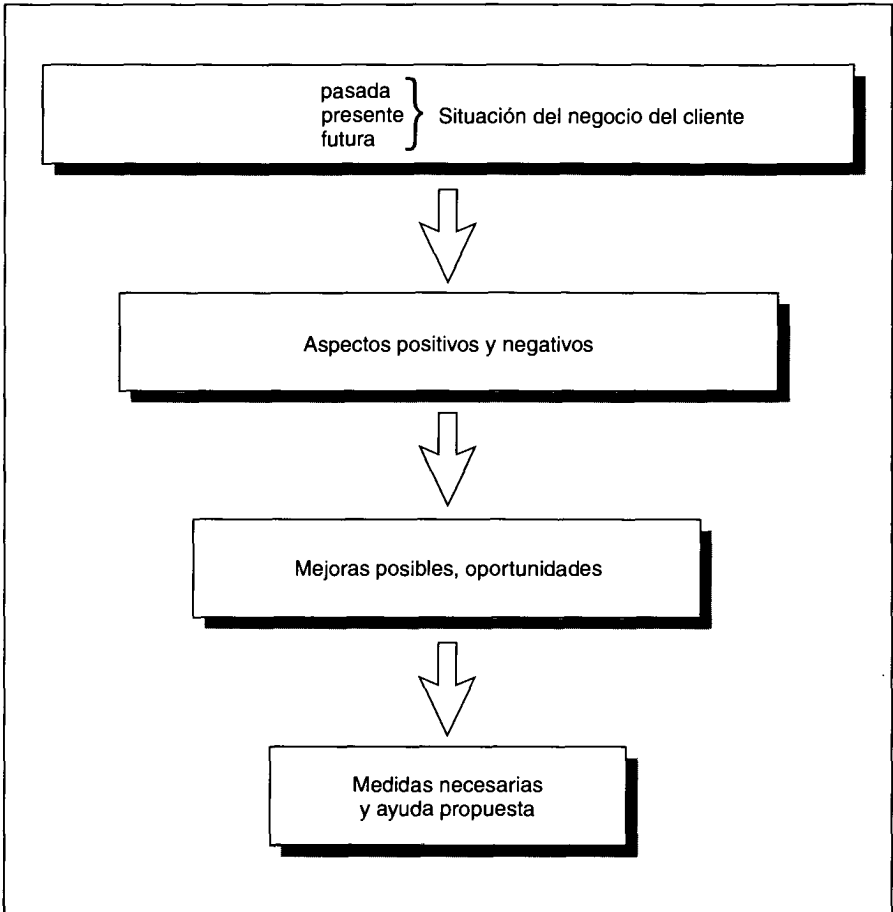 pasada
presente
futura
Situación del negocio del cliente
Aspectos positivos y negativos
Mejoras posibles, oportunidades
Medidas necesarias
y ayuda propuesta